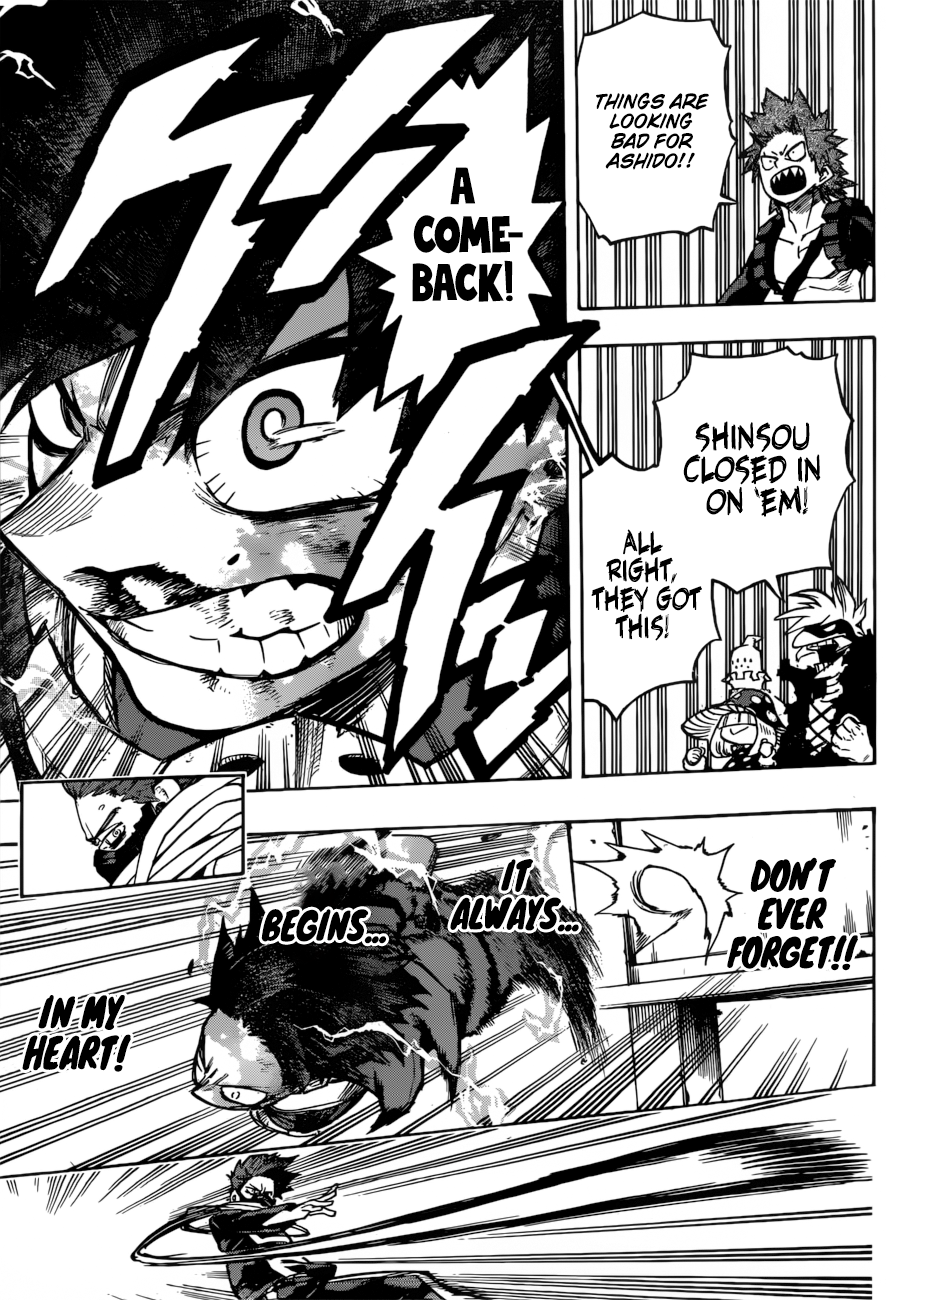 THINGS ARE
LOOKING
BAD FOR
ASHIDO!!
SHINSOU
CLOSED IN
ON 'EM!
ALL
RIGHT,
THEY GOT
THIS!
A
COME-
BACK!
DON'T
EVER
FORGET!!
IT
ALWAYS...
BEGINS...
IN MY
HEART!